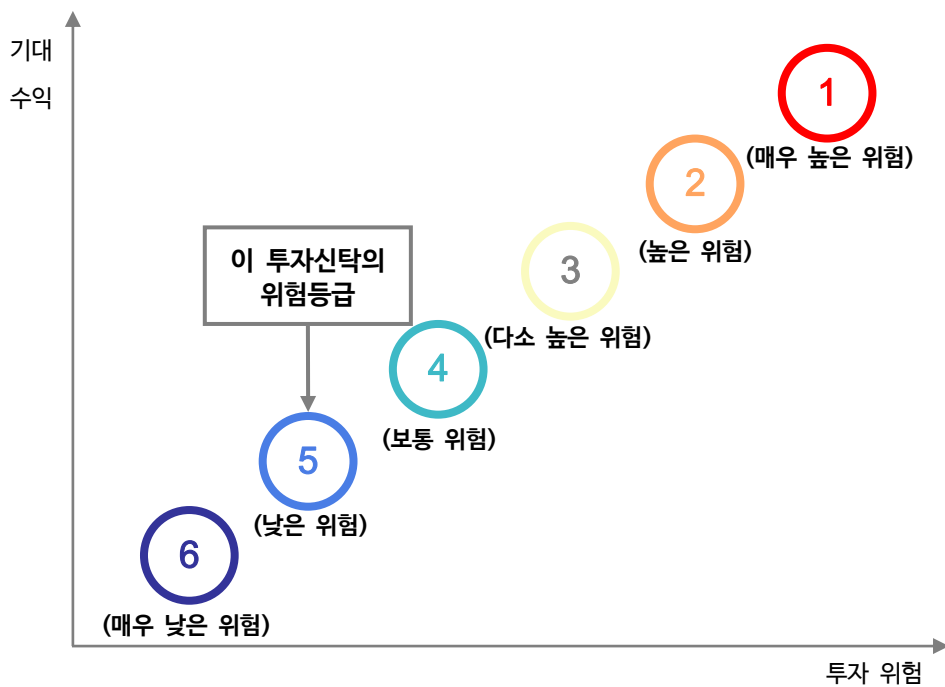 기대
수익
1
(매우 높은 위험)
2
(높은 위험)
이 투자신탁의
위험등급
3
(다소 높은 위험)
4
(보통 위험)
5
(낮은 위험)
6
(매우 낮은 위험)
투자 위험